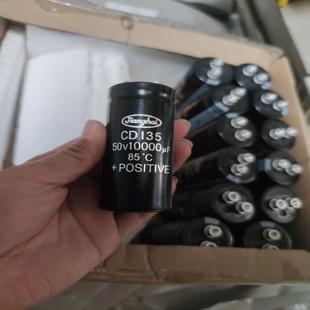 Jianghai
CD135
50v10000µF
85°C
+POSITIVE